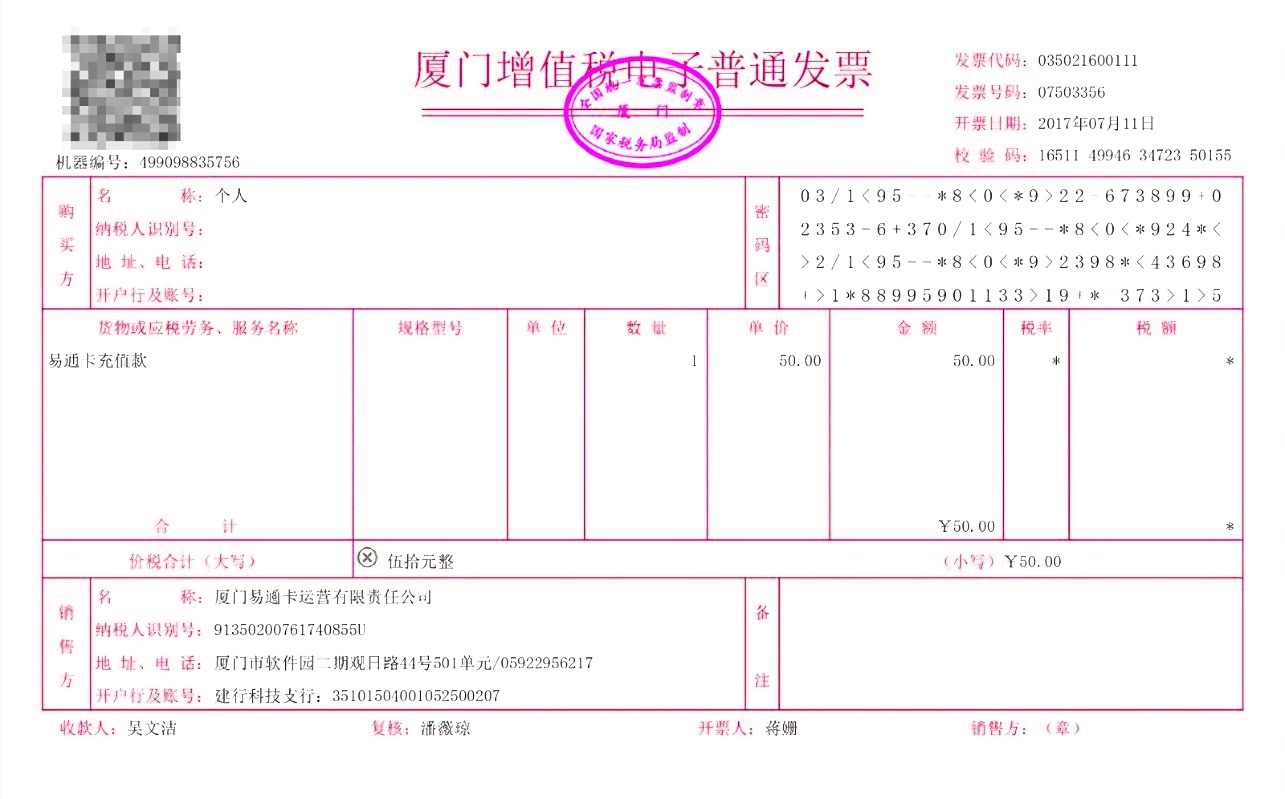 厦门增值税电子普通发票
全国统一发票监制章
厦门
国家税务局监制
发票代码：035021600111
发票号码：07503356
开票日期：2017年07月11日
校验码：16511 49946 34723 50155
机器编号：499098835756
购买方
名称：个人
纳税人识别号：
地址、电话：
开户行及账号：
密码区
03/1<95--*8<0<*9>22-673899+0
2353-6+370/1<95--*8<0<*924*<
>2/1<95--*8<0<*9>2398*<43698
+>1*88995901133>19+*-373>1>5
货物或应税劳务、服务名称 规格型号 单位 数量 单价 金额 税率 税额
易通卡充值款 1 50.00 50.00 * *
合计 ¥50.00 *
价税合计（大写） ⊗ 伍拾元整 （小写）¥50.00
销售方
名称：厦门易通卡运营有限责任公司
纳税人识别号：91350200761740855U
地址、电话：厦门市软件园二期观日路44号501单元/05922956217
开户行及账号：建行科技支行：35101504001052500207
备注
收款人：吴文洁 复核：潘薇琼 开票人：蒋姗 销售方：（章）